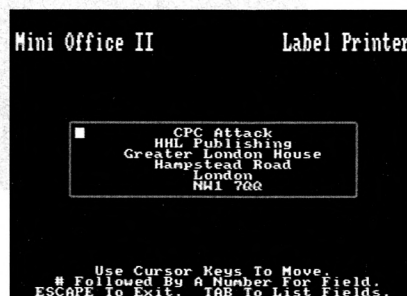 Mini Office II Label Printer
CPC Attack
HHL Publishing
Greater London House
Hampstead Road
London
NW1 7QQ
Use Cursor Keys To Move.
# Followed By A Number For Field.
ESCAPE To Exit. TAB To List Fields.